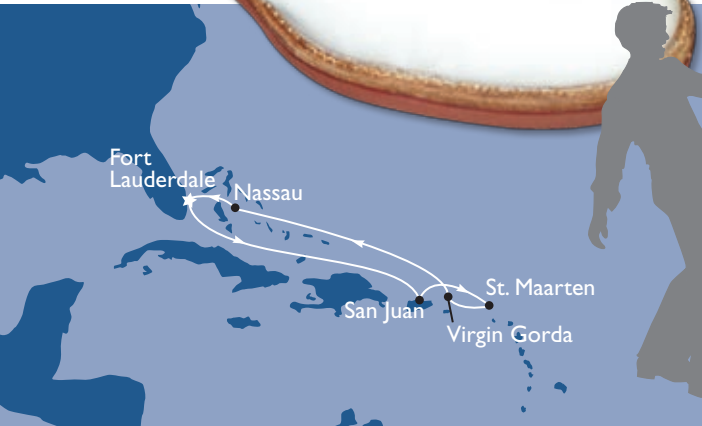 Fort
Lauderdale
Nassau
St. Maarten
San Juan
Virgin Gorda